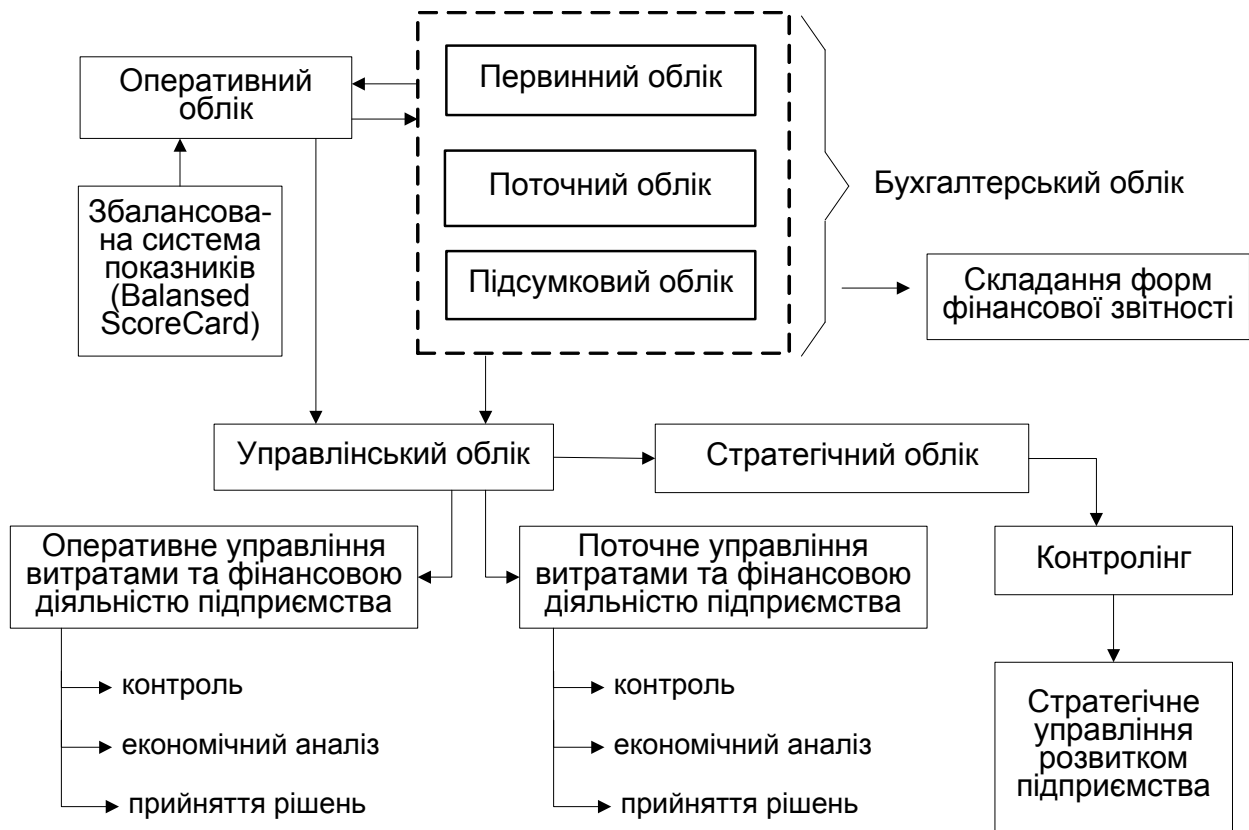 Оперативний
облік
Первинний облік
Поточний облік
Підсумковий облік
Бухгалтерський облік
Збалансова-
на система
показників
(Balansed
ScoreCard)
Складання форм
фінансової звітності
Управлінський облік
Стратегічний облік
Оперативне управління
витратами та фінансовою
діяльністю підприємства
Поточне управління
витратами та фінансовою
діяльністю підприємства
Контролінг
контроль
економічний аналіз
прийняття рішень
контроль
економічний аналіз
прийняття рішень
Стратегічне
управління
розвитком
підприємства